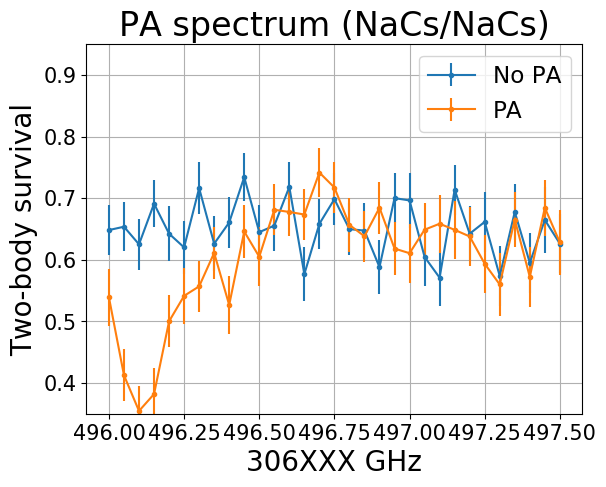 PA spectrum (NaCs/NaCs)
No PA
PA
Two-body survival
0.9
0.8
0.7
0.6
0.5
0.4
496.00 496.25 496.50 496.75 497.00 497.25 497.50
306XXX GHz